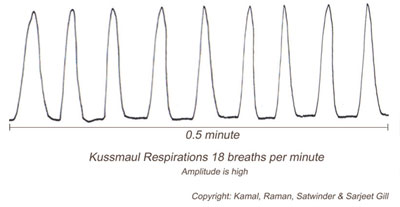 0.5 minute
Kussmaul Respirations 18 breaths per minute
Amplitude is high
Copyright: Kamal, Raman, Satwinder & Sarjeet Gill